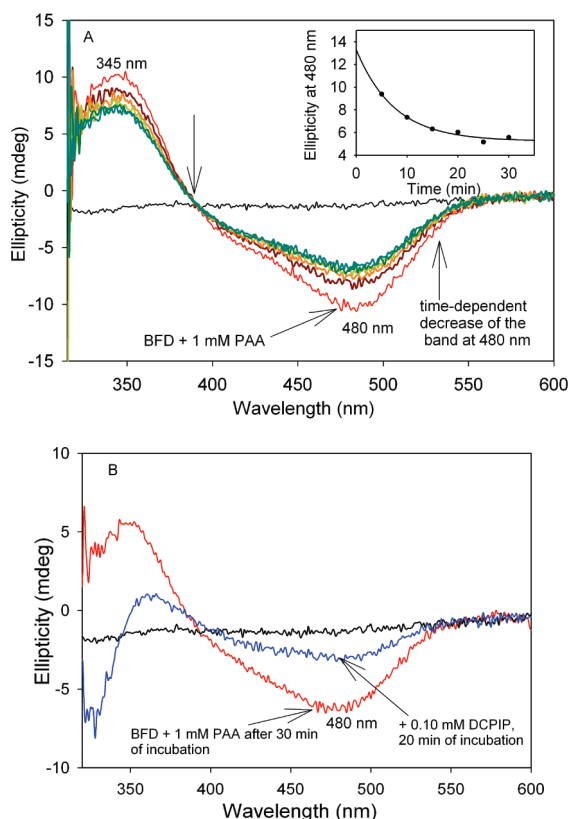 A
345 nm
Ellipticity (mdeg)
15
10
5
0
-5
-10
-15
350
400
450
500
550
600
Wavelength (nm)
BFD + 1 mM PAA
480 nm
time-dependent
decrease of the
band at 480 nm
Ellipticity at 480 nm
14
12
10
8
6
4
0
10
20
30
Time (min)
B
Ellipticity (mdeg)
10
5
0
-5
-10
350
400
450
500
550
600
Wavelength (nm)
BFD + 1 mM PAA after 30 min
of incubation
480 nm
+ 0.10 mM DCPIP,
20 min of incubation